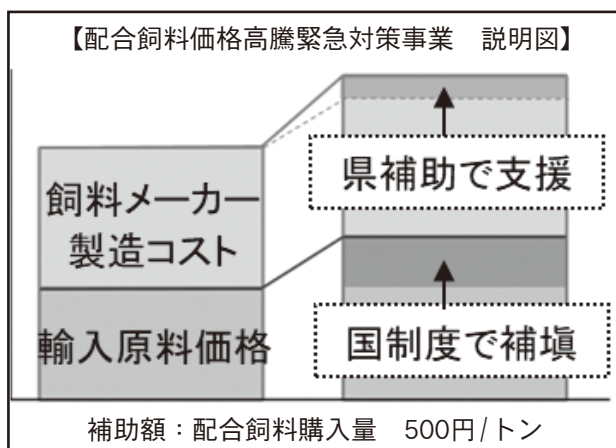 【配合飼料価格高騰緊急対策事業　説明図】
飼料メーカー
製造コスト
県補助で支援
輸入原料価格
国制度で補塡
補助額：配合飼料購入量　500円/トン